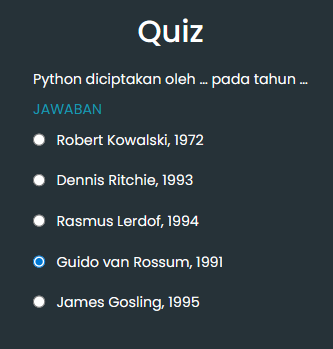 Quiz
Python diciptakan oleh ... pada tahun ...
JAWABAN
Robert Kowalski, 1972
Dennis Ritchie, 1993
Rasmus Lerdof, 1994
Guido van Rossum, 1991
James Gosling, 1995